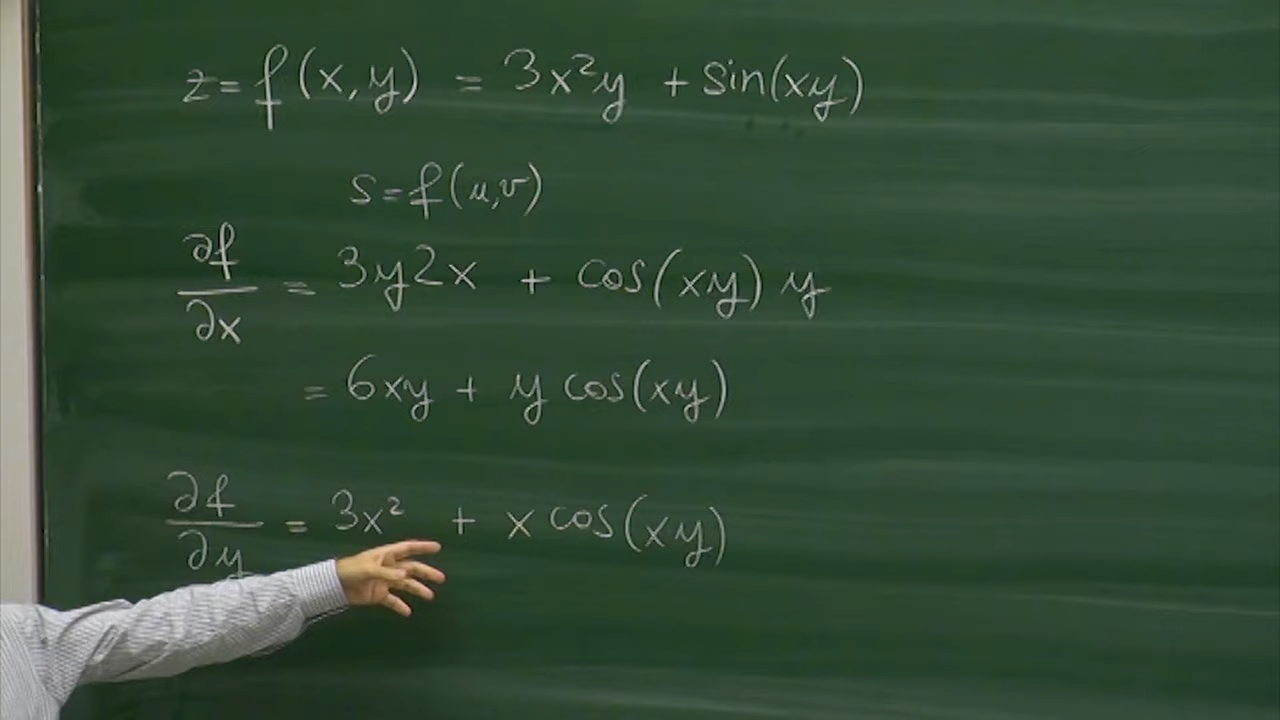 z = f(x,y) = 3x²y + sin(xy)
s = f(u,v)
∂f/∂x = 3y2x + cos(xy) y
= 6xy + y cos(xy)
∂f/∂y = 3x² + x cos(xy)